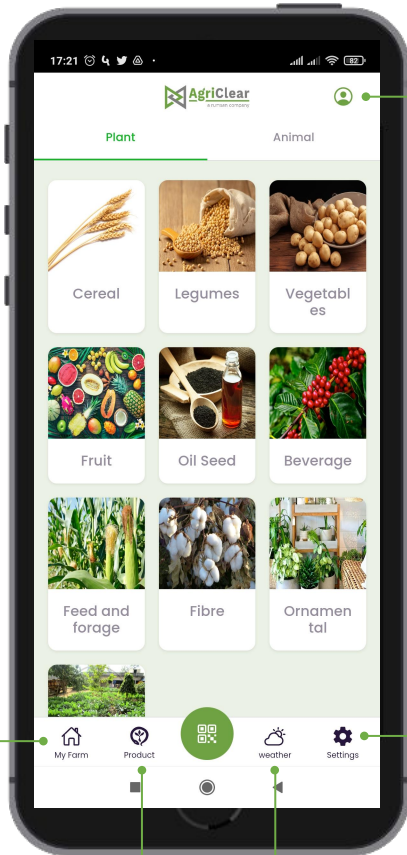 17:21
82
AgriClear
a numeen company
Plant
Animal
Cereal
Legumes
Vegetabl
es
Fruit
Oil Seed
Beverage
Feed and
forage
Fibre
Ornamen
tal
My Farm
Product
weather
Settings